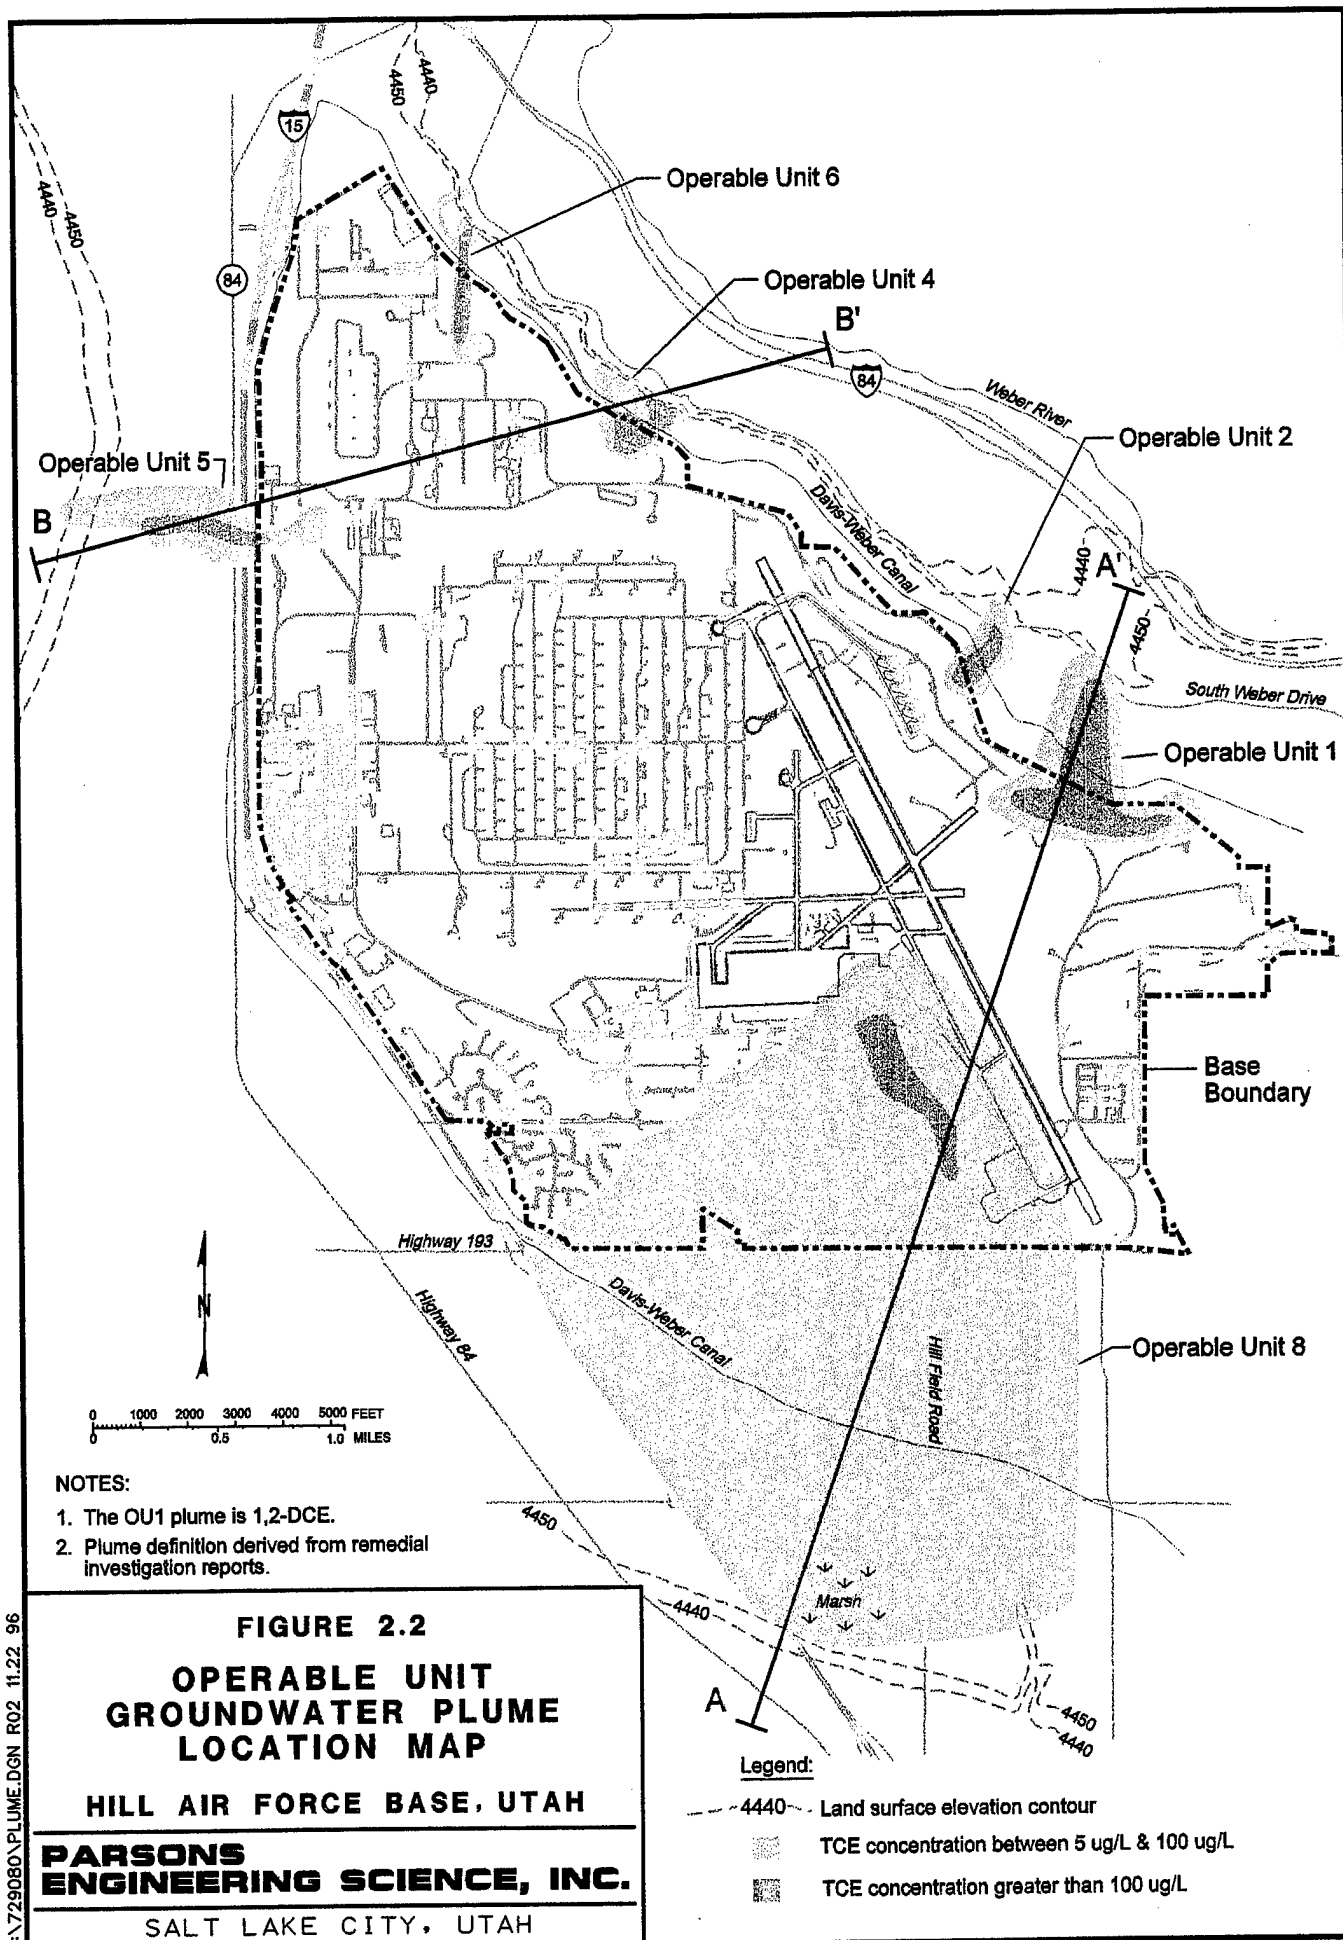 4450
4440
15
Operable Unit 6
4440
4450
84
Operable Unit 4
B'
84
Weber River
Operable Unit 2
Operable Unit 5
B
Davis-Weber Canal
4440
A'
4450
South Weber Drive
Operable Unit 1
Base
Boundary
Highway 193
Davis-Weber Canal
Highway 84
Hill Field Road
Operable Unit 8
N
0 1000 2000 3000 4000 5000 FEET
0 0.5 1.0 MILES
NOTES:
1. The OU1 plume is 1,2-DCE.
2. Plume definition derived from remedial
investigation reports.
4450
4440
Marsh
A
4450
4440
FIGURE 2.2
OPERABLE UNIT
GROUNDWATER PLUME
LOCATION MAP
HILL AIR FORCE BASE, UTAH
PARSONS
ENGINEERING SCIENCE, INC.
SALT LAKE CITY, UTAH
Legend:
4440 Land surface elevation contour
TCE concentration between 5 ug/L & 100 ug/L
TCE concentration greater than 100 ug/L
\729080\PLUME.DGN R02 11.22 96